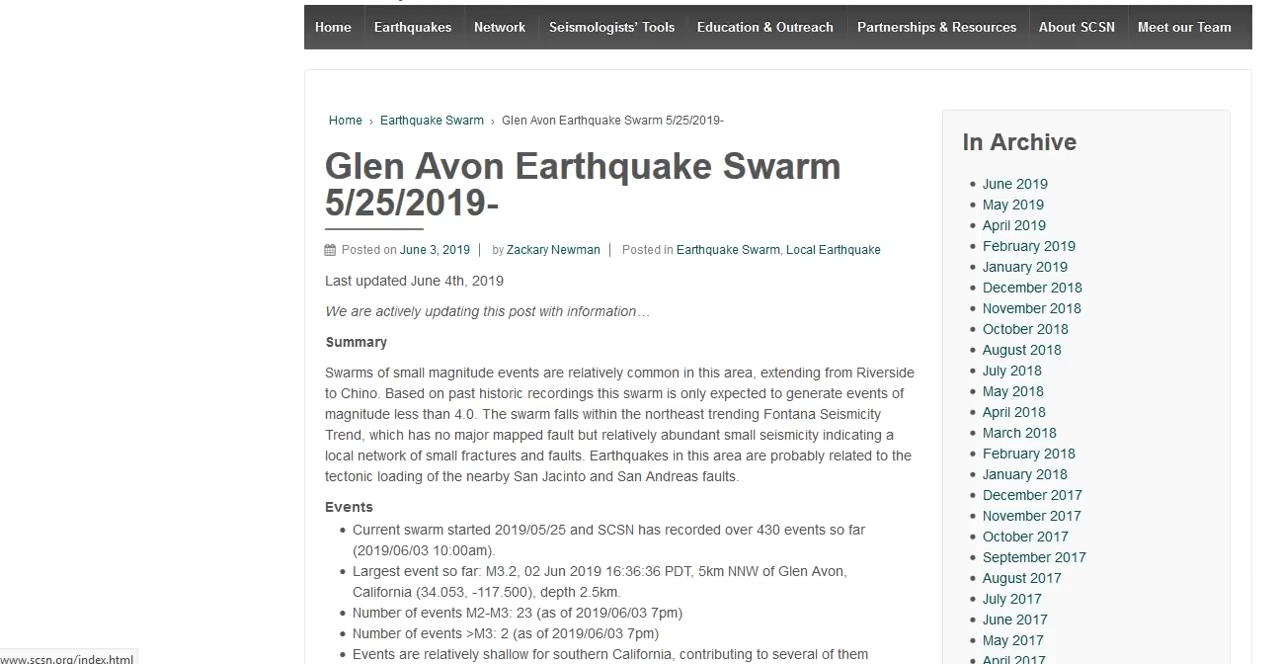 Home Earthquakes Network Seismologists' Tools Education & Outreach Partnerships & Resources About SCSN Meet our Team
Home › Earthquake Swarm › Glen Avon Earthquake Swarm 5/25/2019-
Glen Avon Earthquake Swarm
5/25/2019-
Posted on June 3, 2019 | by Zackary Newman | Posted in Earthquake Swarm, Local Earthquake
Last updated June 4th, 2019
We are actively updating this post with information…
Summary
Swarms of small magnitude events are relatively common in this area, extending from Riverside
to Chino. Based on past historic recordings this swarm is only expected to generate events of
magnitude less than 4.0. The swarm falls within the northeast trending Fontana Seismicity
Trend, which has no major mapped fault but relatively abundant small seismicity indicating a
local network of small fractures and faults. Earthquakes in this area are probably related to the
tectonic loading of the nearby San Jacinto and San Andreas faults.
Events
• Current swarm started 2019/05/25 and SCSN has recorded over 430 events so far
(2019/06/03 10:00am).
• Largest event so far: M3.2, 02 Jun 2019 16:36:36 PDT, 5km NNW of Glen Avon,
California (34.053, -117.500), depth 2.5km.
• Number of events M2-M3: 23 (as of 2019/06/03 7pm)
• Number of events >M3: 2 (as of 2019/06/03 7pm)
• Events are relatively shallow for southern California, contributing to several of them
In Archive
• June 2019
• May 2019
• April 2019
• February 2019
• January 2019
• December 2018
• November 2018
• October 2018
• August 2018
• July 2018
• May 2018
• April 2018
• March 2018
• February 2018
• January 2018
• December 2017
• November 2017
• October 2017
• September 2017
• August 2017
• July 2017
• June 2017
• May 2017
• April 2017
www.scsn.org/index.html